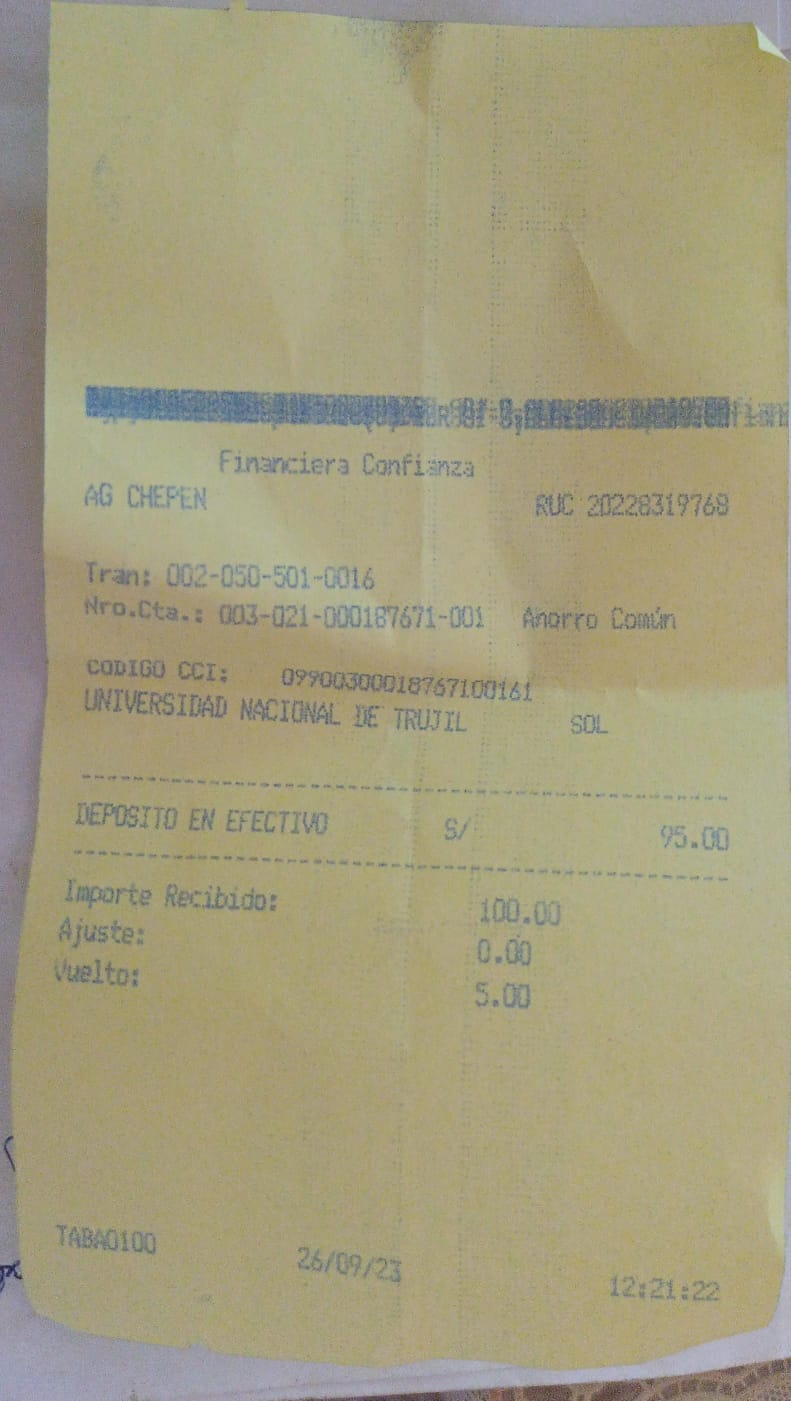 Financiera Confianza
AG CHEPEN RUC 20228319768
Tran: 002-050-501-0016
Nro.Cta.: 003-021-000187671-001 Ahorro Común
CODIGO CCI: 09900300018767100161
UNIVERSIDAD NACIONAL DE TRUJIL SOL
DEPOSITO EN EFECTIVO S/ 95.00
Importe Recibido: 100.00
Ajuste: 0.00
Vuelto: 5.00
TABA0100 26/09/23 12:21:22